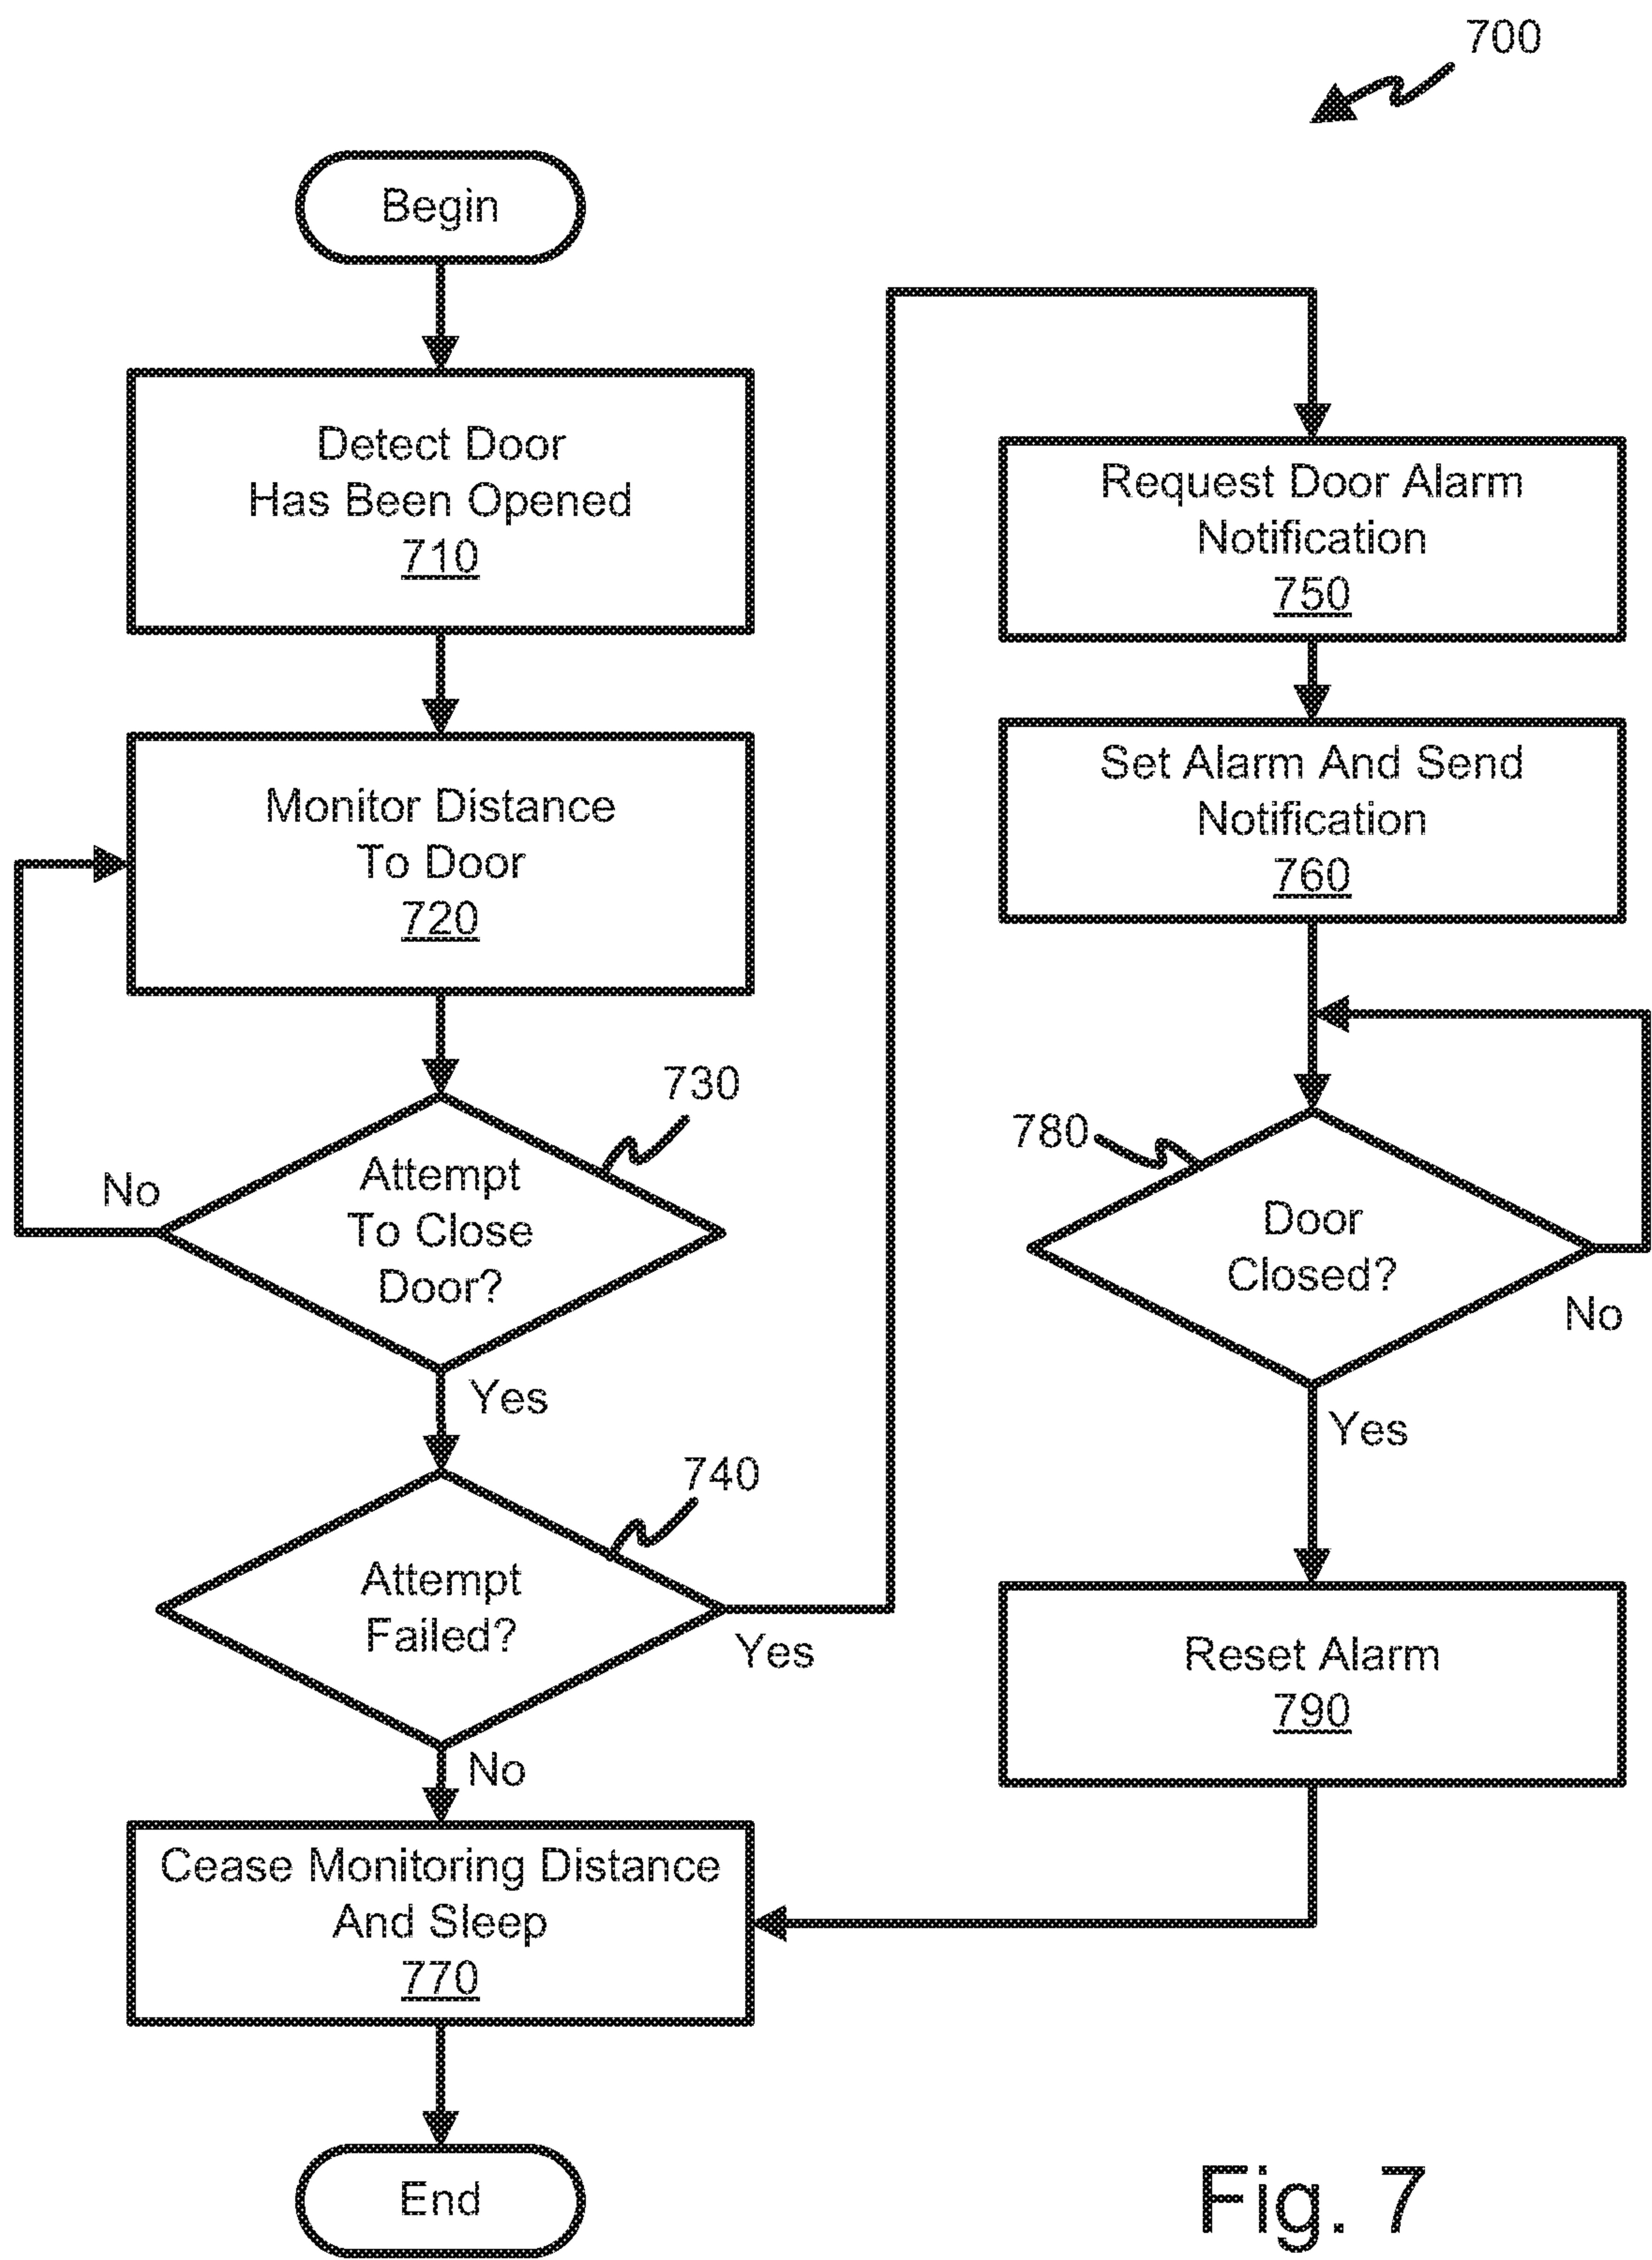 700
Begin
Detect Door
Has Been Opened
710
Monitor Distance
To Door
720
730
No
Attempt
To Close
Door?
Yes
740
Attempt
Failed?
Yes
No
Cease Monitoring Distance
And Sleep
770
End
Request Door Alarm
Notification
750
Set Alarm And Send
Notification
760
780
Door
Closed?
No
Yes
Reset Alarm
790
Fig. 7